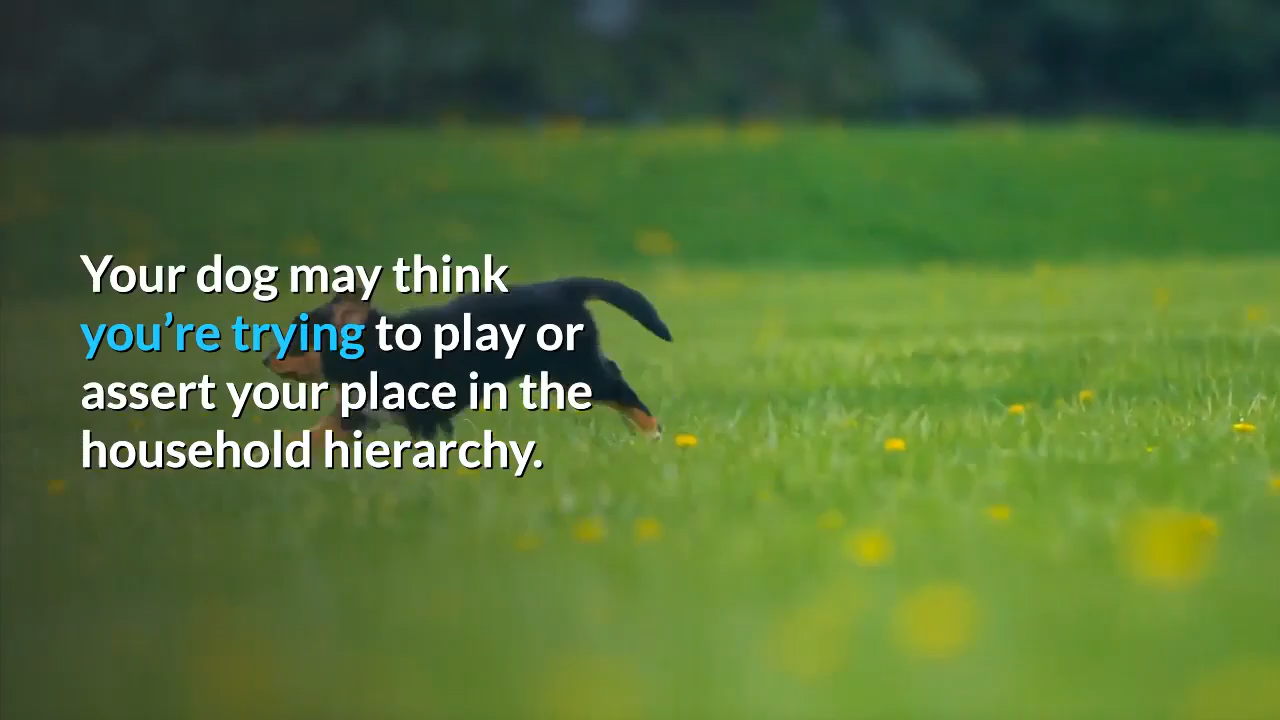 Your dog may think
you’re trying to play or
assert your place in the
household hierarchy.